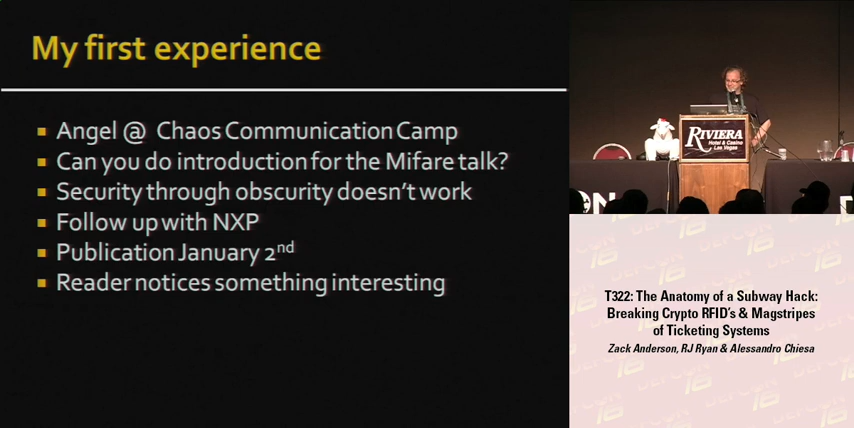 My first experience
Angel @ Chaos Communication Camp
Can you do introduction for the Mifare talk?
Security through obscurity doesn't work
Follow up with NXP
Publication January 2nd
Reader notices something interesting
RIVIERA
Hotel & Casino
Las Vegas
T322: The Anatomy of a Subway Hack:
Breaking Crypto RFID's & Magstripes
of Ticketing Systems
Zack Anderson, RJ Ryan & Alessandro Chiesa
DEFCON
16